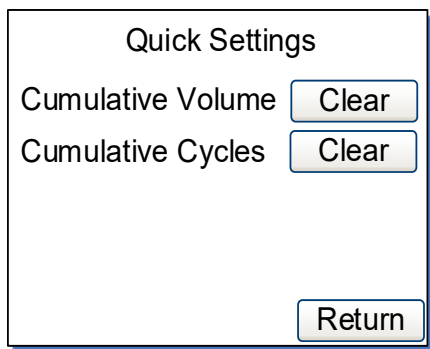 Quick Settings
Cumulative Volume Clear
Cumulative Cycles Clear
Return